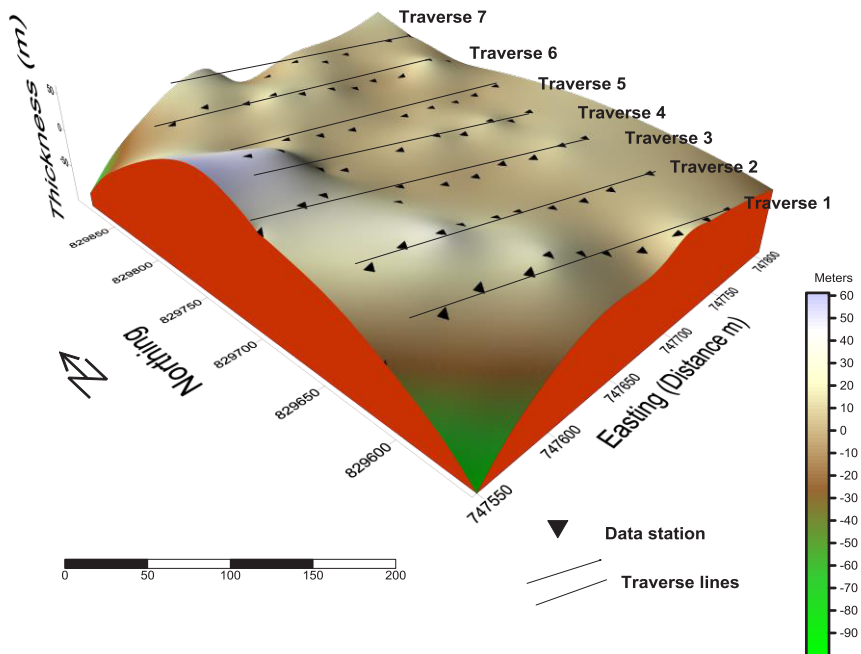 Traverse 7
Traverse 6
Traverse 5
Traverse 4
Traverse 3
Traverse 2
Traverse 1
Thickness (m)
50
0
-50
829850
829800
829750
829700
829650
829600
Northing
N
747550
747600
747650
747700
747750
747800
Easting (Distance m)
Meters
60
50
40
30
20
10
0
-10
-20
-30
-40
-50
-60
-70
-80
-90
0 50 100 150 200
Data station
Traverse lines